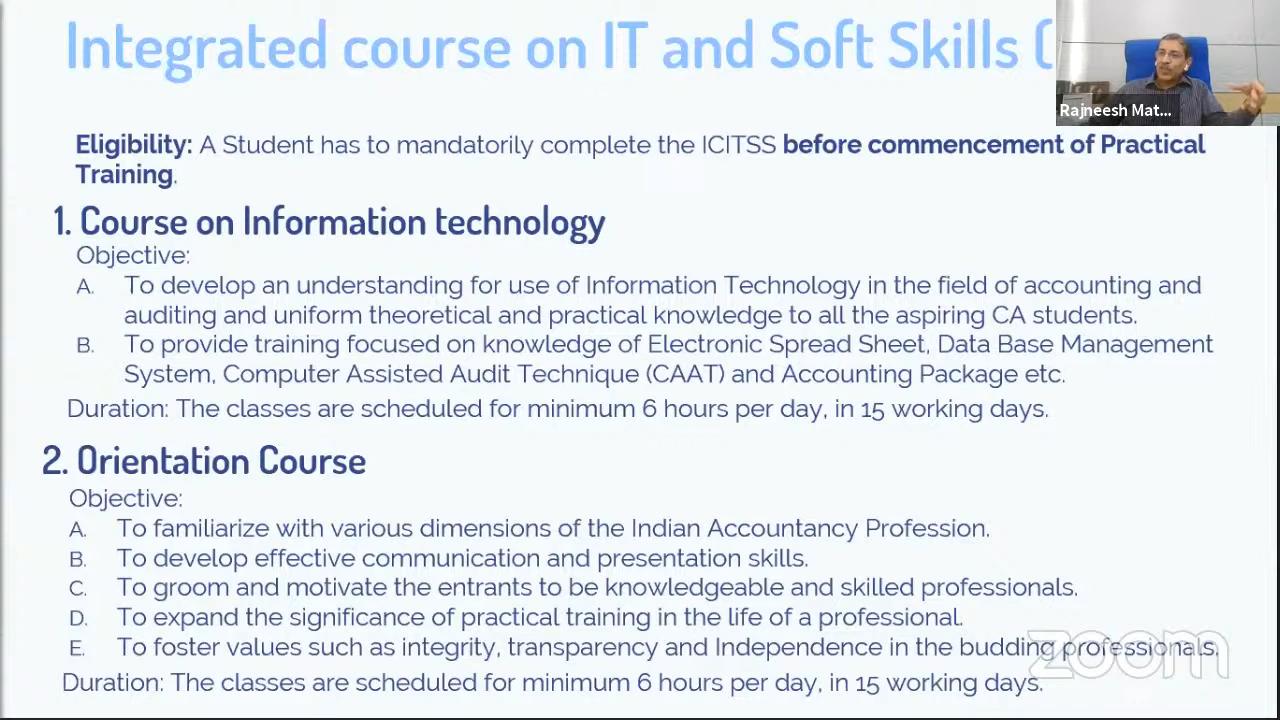 Integrated course on IT and Soft Skills (
Rajneesh Mat...
Eligibility: A Student has to mandatorily complete the ICITSS before commencement of Practical
Training.
1. Course on Information technology
Objective:
A. To develop an understanding for use of Information Technology in the field of accounting and
auditing and uniform theoretical and practical knowledge to all the aspiring CA students.
B. To provide training focused on knowledge of Electronic Spread Sheet, Data Base Management
System, Computer Assisted Audit Technique (CAAT) and Accounting Package etc.
Duration: The classes are scheduled for minimum 6 hours per day, in 15 working days.
2. Orientation Course
Objective:
A. To familiarize with various dimensions of the Indian Accountancy Profession.
B. To develop effective communication and presentation skills.
C. To groom and motivate the entrants to be knowledgeable and skilled professionals.
D. To expand the significance of practical training in the life of a professional.
E. To foster values such as integrity, transparency and Independence in the budding professionals.
zoom
Duration: The classes are scheduled for minimum 6 hours per day, in 15 working days.